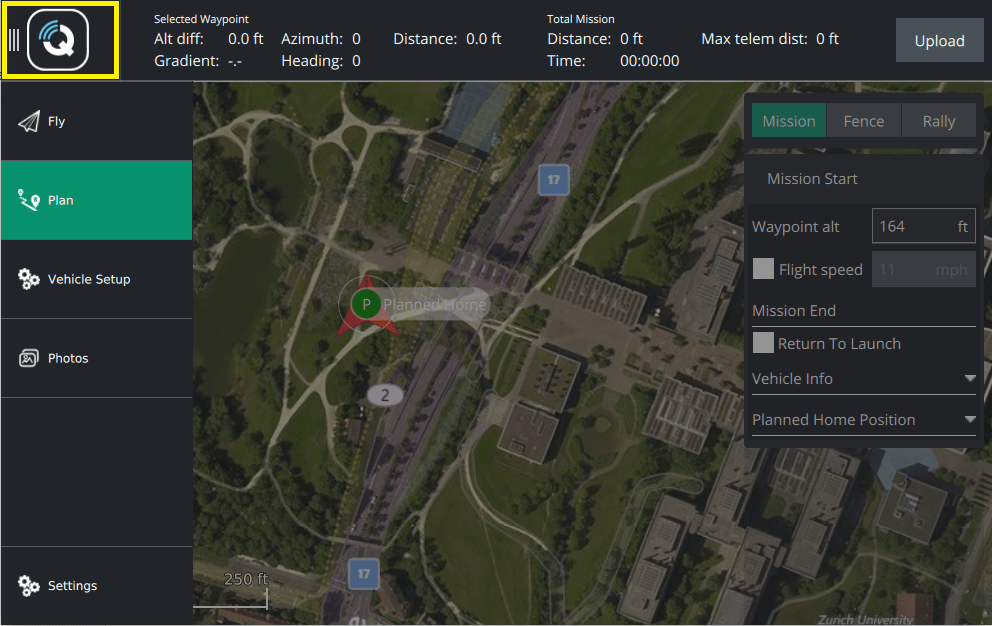 Selected Waypoint
Alt diff: 0.0 ft Azimuth: 0 Distance: 0.0 ft
Gradient: -.- Heading: 0
Total Mission
Distance: 0 ft Max telem dist: 0 ft
Time: 00:00:00
Upload
Fly
Plan
Vehicle Setup
Photos
Settings
17
P Planned Home
2
17
250 ft
Zurich University
Mission Fence Rally
Mission Start
Waypoint alt 164 ft
Flight speed 11 mph
Mission End
Return To Launch
Vehicle Info
Planned Home Position